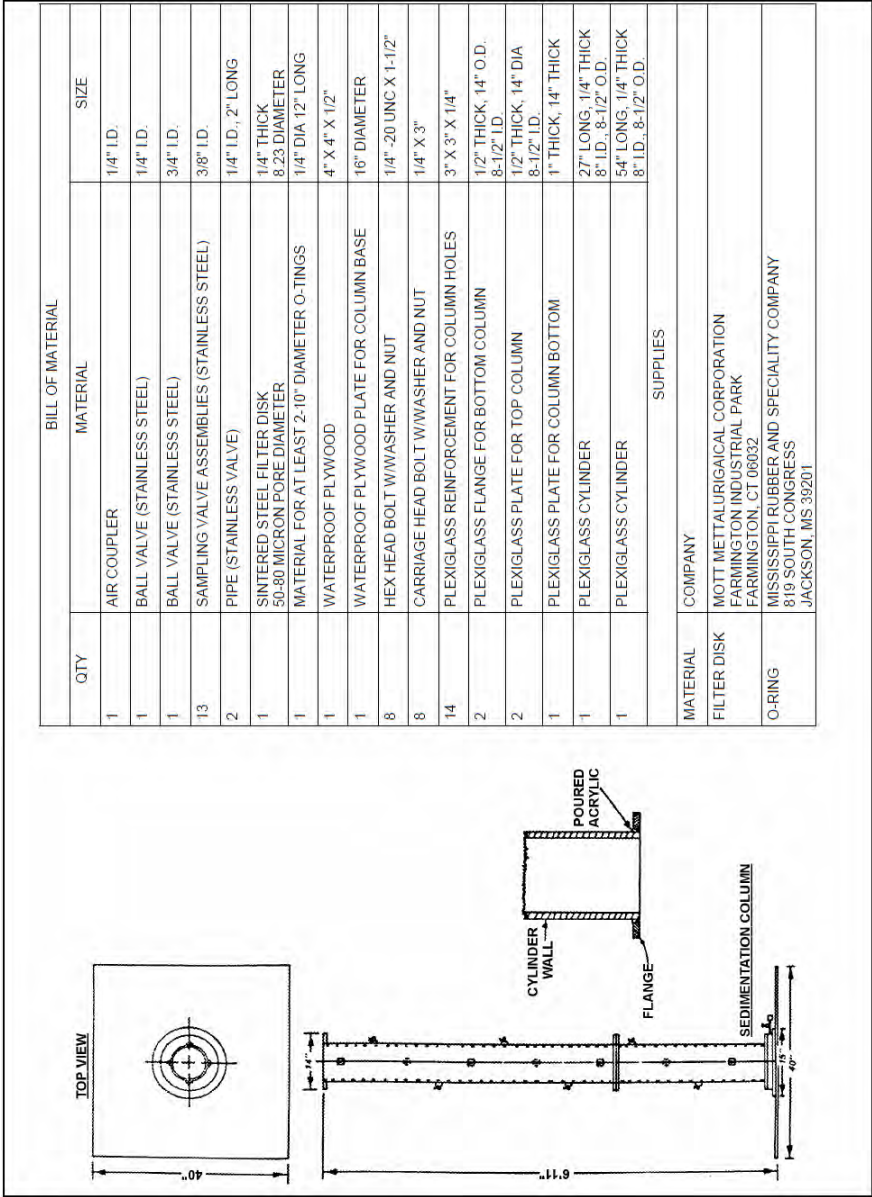 BILL OF MATERIAL
QTY MATERIAL SIZE
1 AIR COUPLER 1/4" I.D.
1 BALL VALVE (STAINLESS STEEL) 1/4" I.D.
1 BALL VALVE (STAINLESS STEEL) 3/4" I.D.
13 SAMPLING VALVE ASSEMBLIES (STAINLESS STEEL) 3/8" I.D.
2 PIPE (STAINLESS VALVE) 1/4" I.D., 2" LONG
1 SINTERED STEEL FILTER DISK 1/4" THICK
50-80 MICRON PORE DIAMETER 8.23 DIAMETER
1 MATERIAL FOR AT LEAST 2-10" DIAMETER O-TINGS 1/4" DIA 12" LONG
1 WATERPROOF PLYWOOD 4" X 4" X 1/2"
1 WATERPROOF PLYWOOD PLATE FOR COLUMN BASE 16" DIAMETER
8 HEX HEAD BOLT W/WASHER AND NUT 1/4" -20 UNC X 1-1/2"
8 CARRIAGE HEAD BOLT W/WASHER AND NUT 1/4" X 3"
14 PLEXIGLASS REINFORCEMENT FOR COLUMN HOLES 3" X 3" X 1/4"
2 PLEXIGLASS FLANGE FOR BOTTOM COLUMN 1/2" THICK, 14" O.D.
8-1/2" I.D.
2 PLEXIGLASS PLATE FOR TOP COLUMN 1/2" THICK, 14" DIA
8-1/2" I.D.
1 PLEXIGLASS PLATE FOR COLUMN BOTTOM 1" THICK, 14" THICK
1 PLEXIGLASS CYLINDER 27" LONG, 1/4" THICK
8" I.D., 8-1/2" O.D.
1 PLEXIGLASS CYLINDER 54" LONG, 1/4" THICK
8" I.D., 8-1/2" O.D.
SUPPLIES
MATERIAL COMPANY
FILTER DISK MOTT METTALURIGAICAL CORPORATION
FARMINGTON INDUSTRIAL PARK
FARMINGTON, CT 06032
O-RING MISSISSIPPI RUBBER AND SPECIALITY COMPANY
819 SOUTH CONGRESS
JACKSON, MS 39201
TOP VIEW
40"
14"
6'11"
15"
40"
CYLINDER
WALL
FLANGE
POURED
ACRYLIC
SEDIMENTATION COLUMN